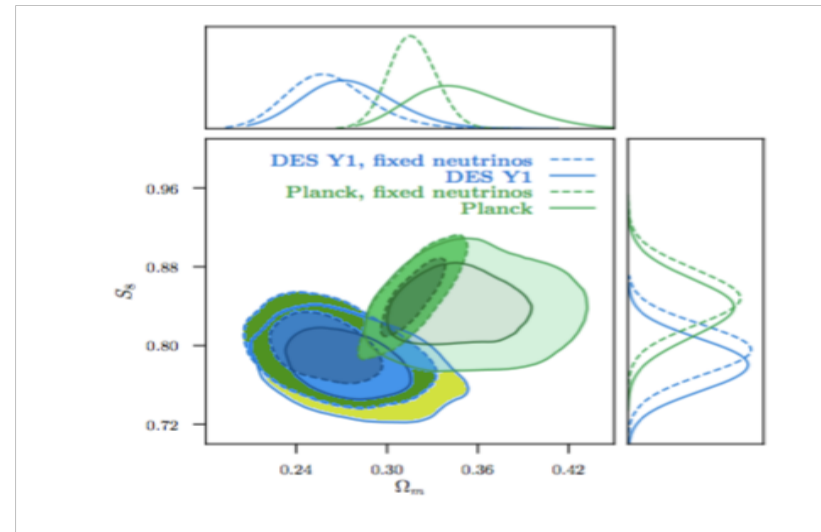 DES Y1, fixed neutrinos
DES Y1
Planck, fixed neutrinos
Planck
0.96
0.88
S₈
0.80
0.72
0.24 0.30 0.36 0.42
Ωₘ